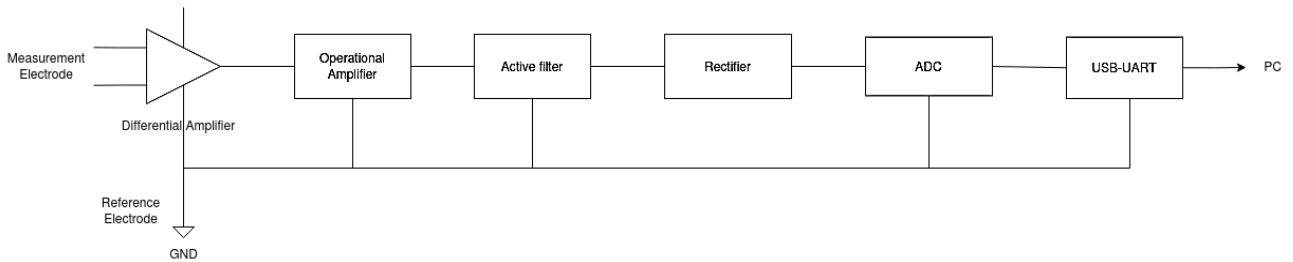 Measurement
Electrode
Differential Amplifier
Operational
Amplifier
Active filter
Rectifier
ADC
USB-UART
PC
Reference
Electrode
GND